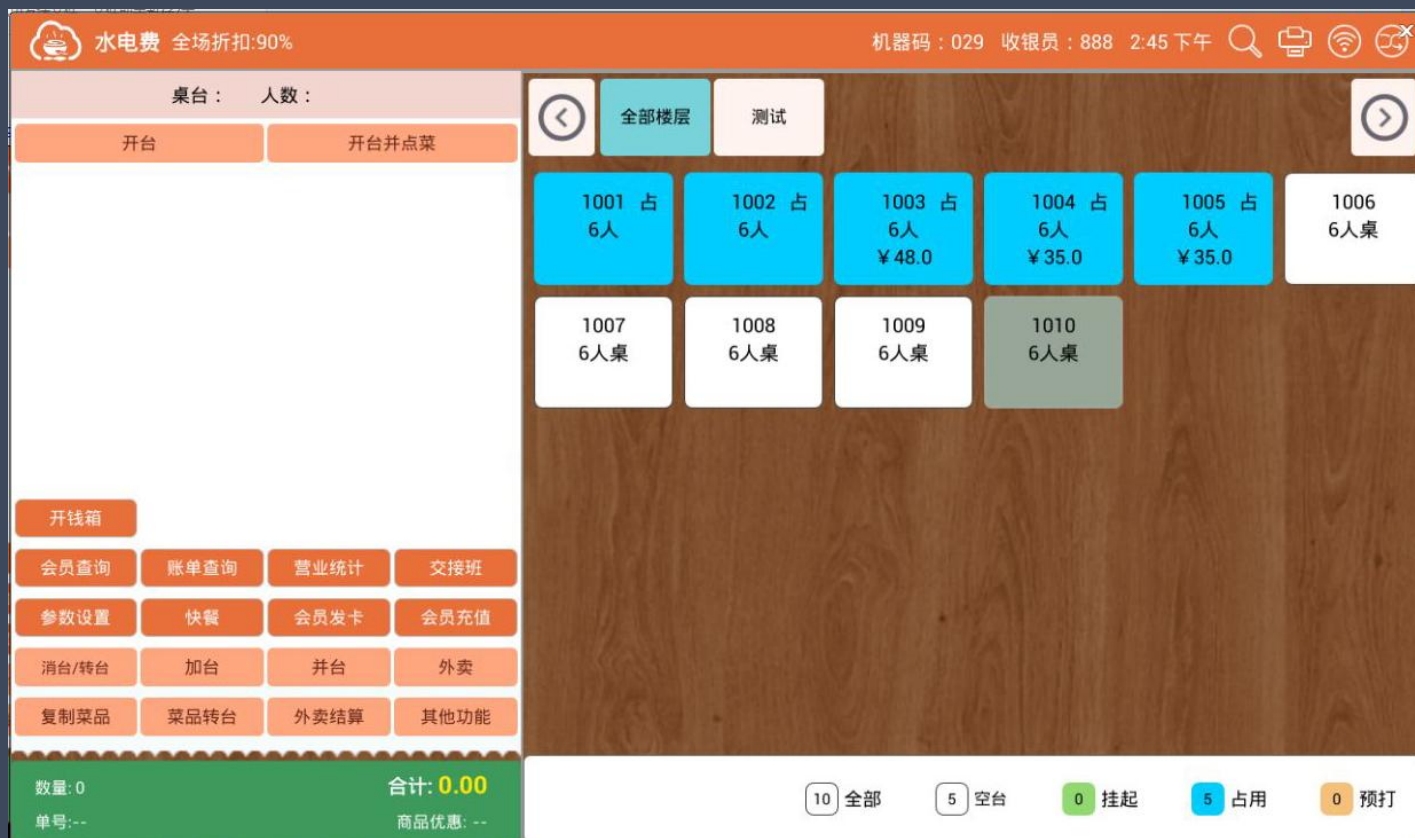 水电费 全场折扣:90% 机器码：029 收银员：888 2:45 下午
桌台： 人数：
开台 开台并点菜
全部楼层 测试
1001 占
6人
1002 占
6人
1003 占
6人
￥48.0
1004 占
6人
￥35.0
1005 占
6人
￥35.0
1006
6人桌
1007
6人桌
1008
6人桌
1009
6人桌
1010
6人桌
开钱箱
会员查询 账单查询 营业统计 交接班
参数设置 快餐 会员发卡 会员充值
消台/转台 加台 并台 外卖
复制菜品 菜品转台 外卖结算 其他功能
数量: 0 合计: 0.00
单号:-- 商品优惠: --
10 全部 5 空台 0 挂起 5 占用 0 预打